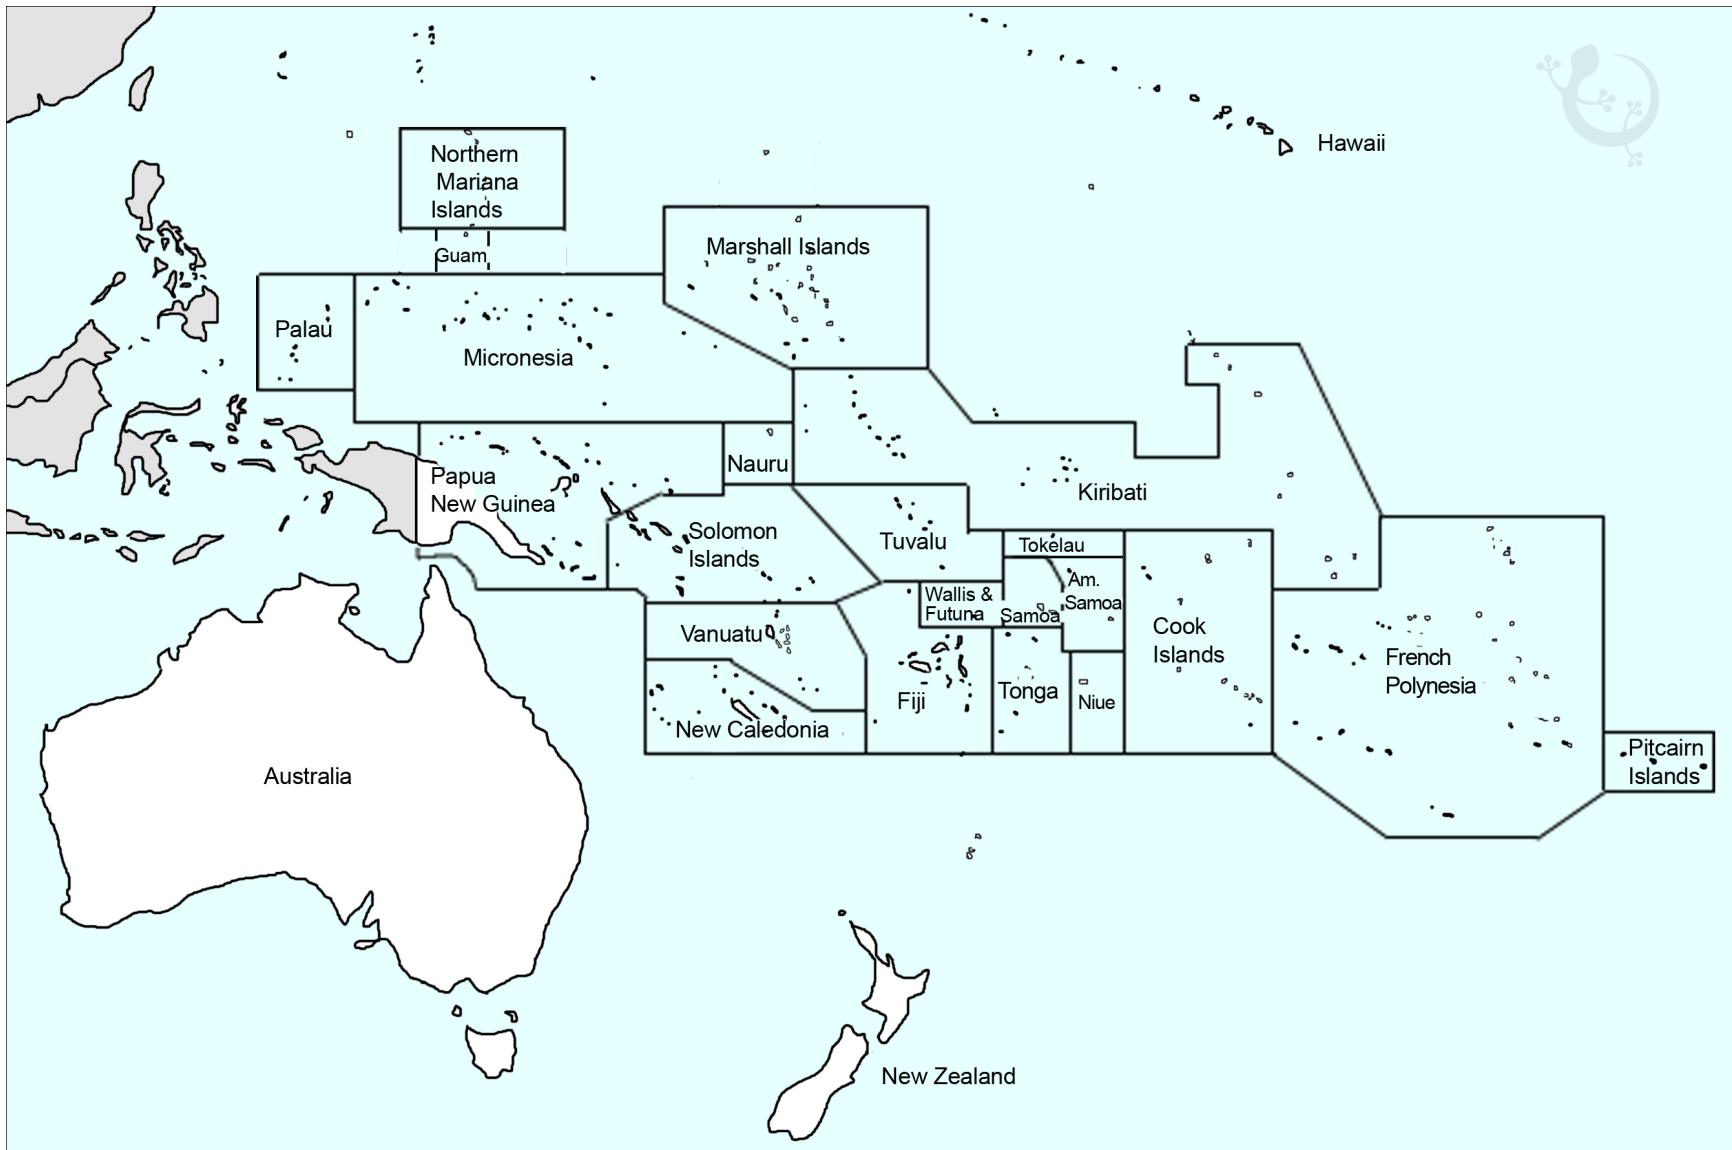 Hawaii
Northern
Mariana
Islands
Guam
Marshall Islands
Palau
Micronesia
Papua
New Guinea
Nauru
Kiribati
Solomon
Islands
Tuvalu
Tokelau
Am.
Samoa
Wallis &
Futuna
Samoa
Vanuatu
Cook
Islands
French
Polynesia
Fiji
Tonga
Niue
New Caledonia
Pitcairn
Islands
Australia
New Zealand